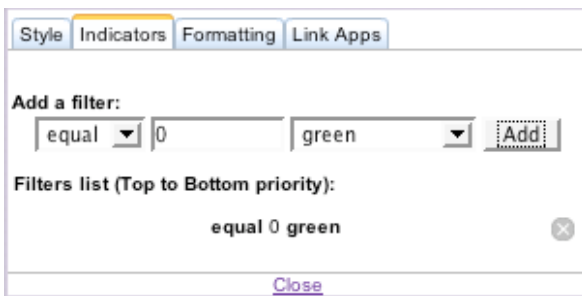 Style Indicators Formatting Link Apps
Add a filter:
equal 0 green Add
Filters list (Top to Bottom priority):
equal 0 green
Close